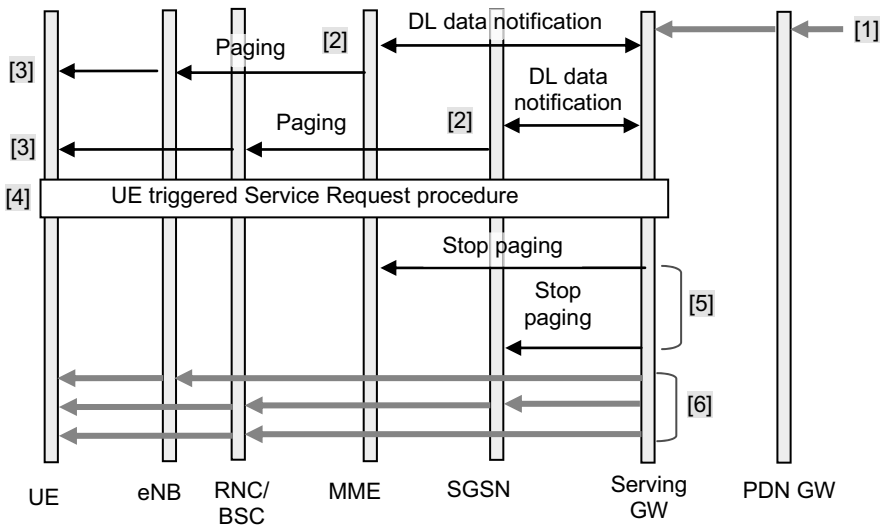 DL data notification
[1]
[2]
Paging
[3]
DL data
notification
Paging
[2]
[3]
[4]
UE triggered Service Request procedure
Stop paging
Stop
paging
[5]
[6]
UE
eNB
RNC/
BSC
MME
SGSN
Serving
GW
PDN GW